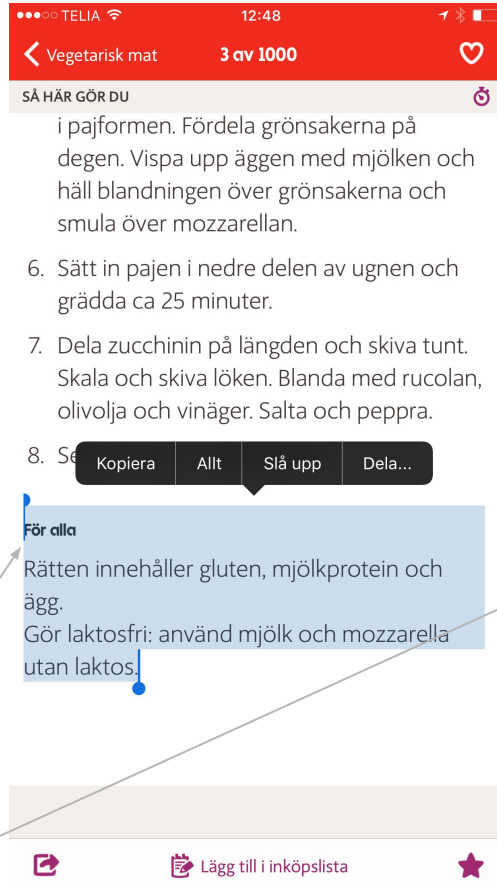 TELIA 12:48
Vegetarisk mat 3 av 1000
SÅ HÄR GÖR DU
i pajformen. Fördela grönsakerna på
degen. Vispa upp äggen med mjölken och
häll blandningen över grönsakerna och
smula över mozzarellan.
6. Sätt in pajen i nedre delen av ugnen och
grädda ca 25 minuter.
7. Dela zucchinin på längden och skiva tunt.
Skala och skiva löken. Blanda med rucolan,
olivolja och vinäger. Salta och peppra.
8.
Kopiera Allt Slå upp Dela...
För alla
Rätten innehåller gluten, mjölkprotein och
ägg.
Gör laktosfri: använd mjölk och mozzarella
utan laktos.
Lägg till i inköpslista